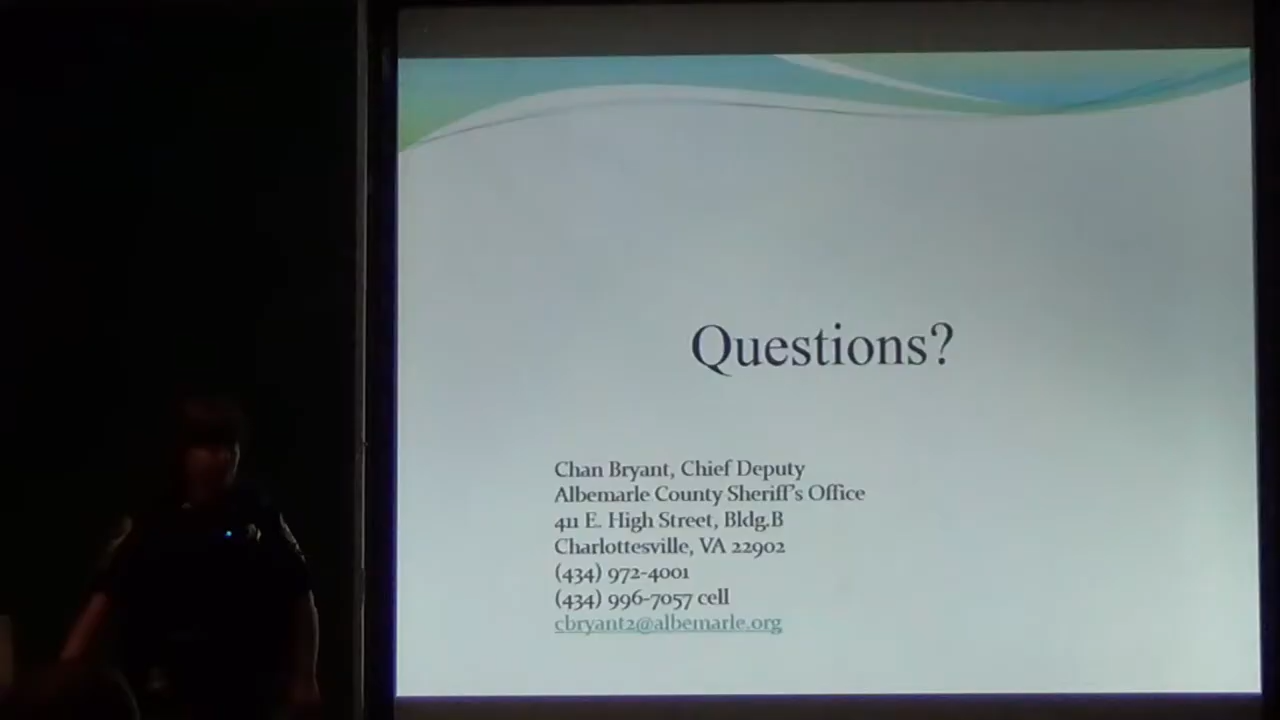 Questions?
Chan Bryant, Chief Deputy
Albemarle County Sheriff's Office
411 E. High Street, Bldg.B
Charlottesville, VA 22902
(434) 972-4001
(434) 996-7057 cell
cbryant2@albemarle.org